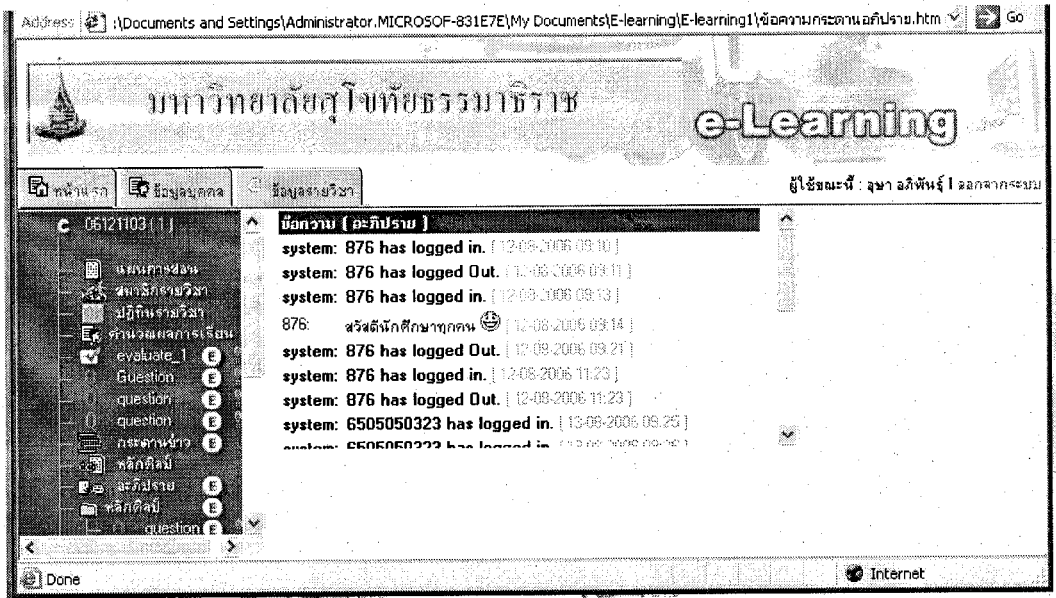 Address ;\Documents and Settings\Administrator.MICROSOF-831E7E\My Documents\E-learning\E-learning1\ข้อความกระดานอภิปราย.htm Go
มหาวิทยาลัยสุโขทัยธรรมาธิราช
e-Learning
หน้าแรก ข้อมูลบุคคล ข้อมูลรายวิชา
ผู้ใช้ขณะนี้ : อุษา อภิพันธุ์ | ออกจากระบบ
06121103 ( 1 )
แผนการสอน
สมาชิกรายวิชา
ปฏิทินรายวิชา
คำนวณผลการเรียน
evaluate_1 E
Question E
question E
question E
กระดานข่าว E
หลักศิลป์
อะภิปราย E
หลักศิลป์ E
question E
ข้อความ ( อะภิปราย )
system: 876 has logged in. [ 12-08-2006 09:10 ]
system: 876 has logged Out. [ 12-08-2006 09:11 ]
system: 876 has logged in. [ 12-08-2006 09:13 ]
876: สวัสดีนักศึกษาทุกคน [ 12-08-2006 09:14 ]
system: 876 has logged Out. [ 12-08-2006 09:21 ]
system: 876 has logged in. [ 12-08-2006 11:23 ]
system: 876 has logged Out. [ 12-08-2006 11:23 ]
system: 6505050323 has logged in. [ 13-08-2006 09:25 ]
system: 6505050323 has logged in.
Done
Internet